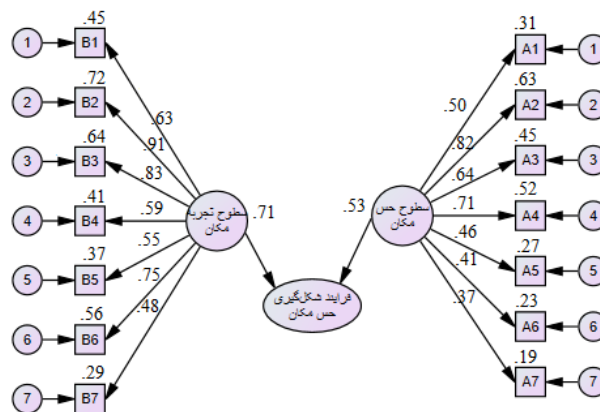 .45
1 B1
.72
2 B2
.64
3 B3
.41
4 B4
.37
5 B5
.56
6 B6
.29
7 B7
.63
.91
.83
.59
.55
.75
.48
سطوح تجربه
مکان
.71
فرایند شکل‌گیری
حس مکان
.53
سطوح حس
مکان
.50
.82
.64
.71
.46
.41
.37
.31
A1 1
.63
A2 2
.45
A3 3
.52
A4 4
.27
A5 5
.23
A6 6
.19
A7 7